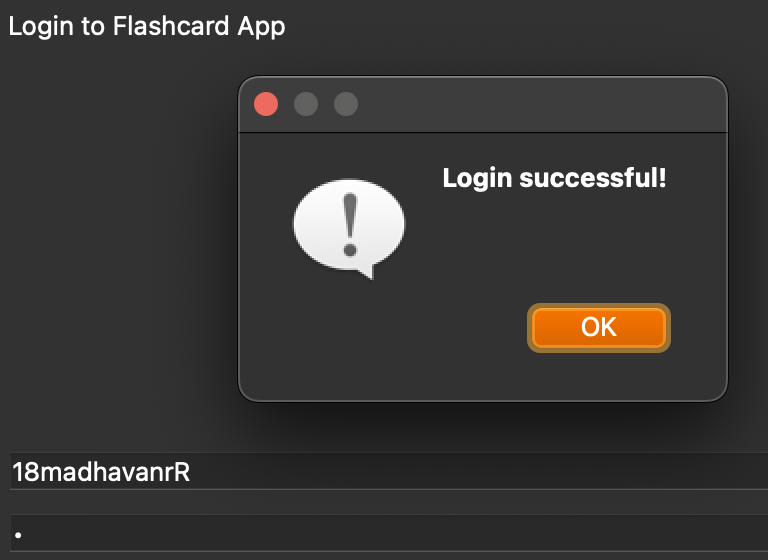 Login to Flashcard App
Login successful!
OK
18madhavanrR
•